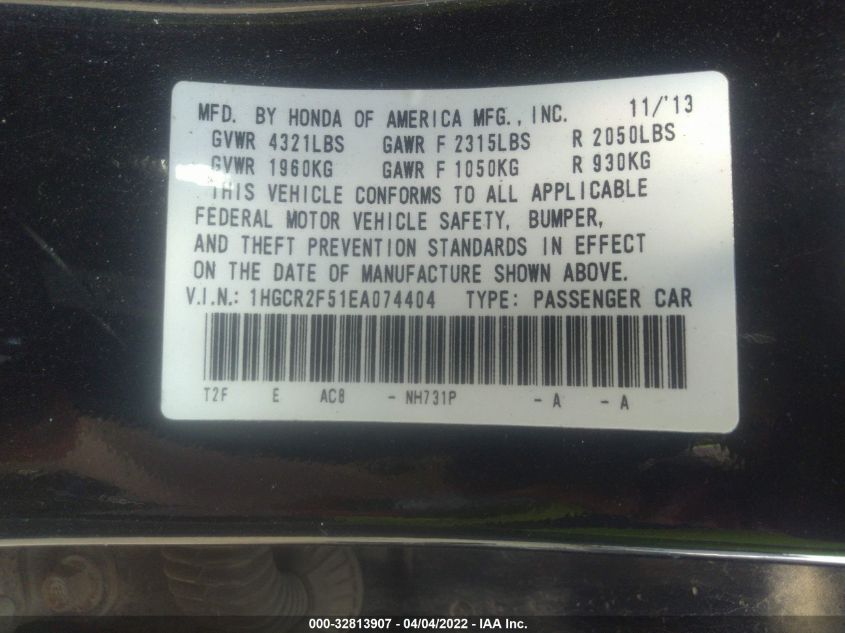 MFD. BY HONDA OF AMERICA MFG., INC. 11/'13
GVWR 4321LBS GAWR F 2315LBS R 2050LBS
GVWR 1960KG GAWR F 1050KG R 930KG
THIS VEHICLE CONFORMS TO ALL APPLICABLE
FEDERAL MOTOR VEHICLE SAFETY, BUMPER,
AND THEFT PREVENTION STANDARDS IN EFFECT
ON THE DATE OF MANUFACTURE SHOWN ABOVE.
V.I.N.: 1HGCR2F51EA074404 TYPE: PASSENGER CAR
T2F E AC8 - NH731P - A - A
000-32813907 - 04/04/2022 - IAA Inc.